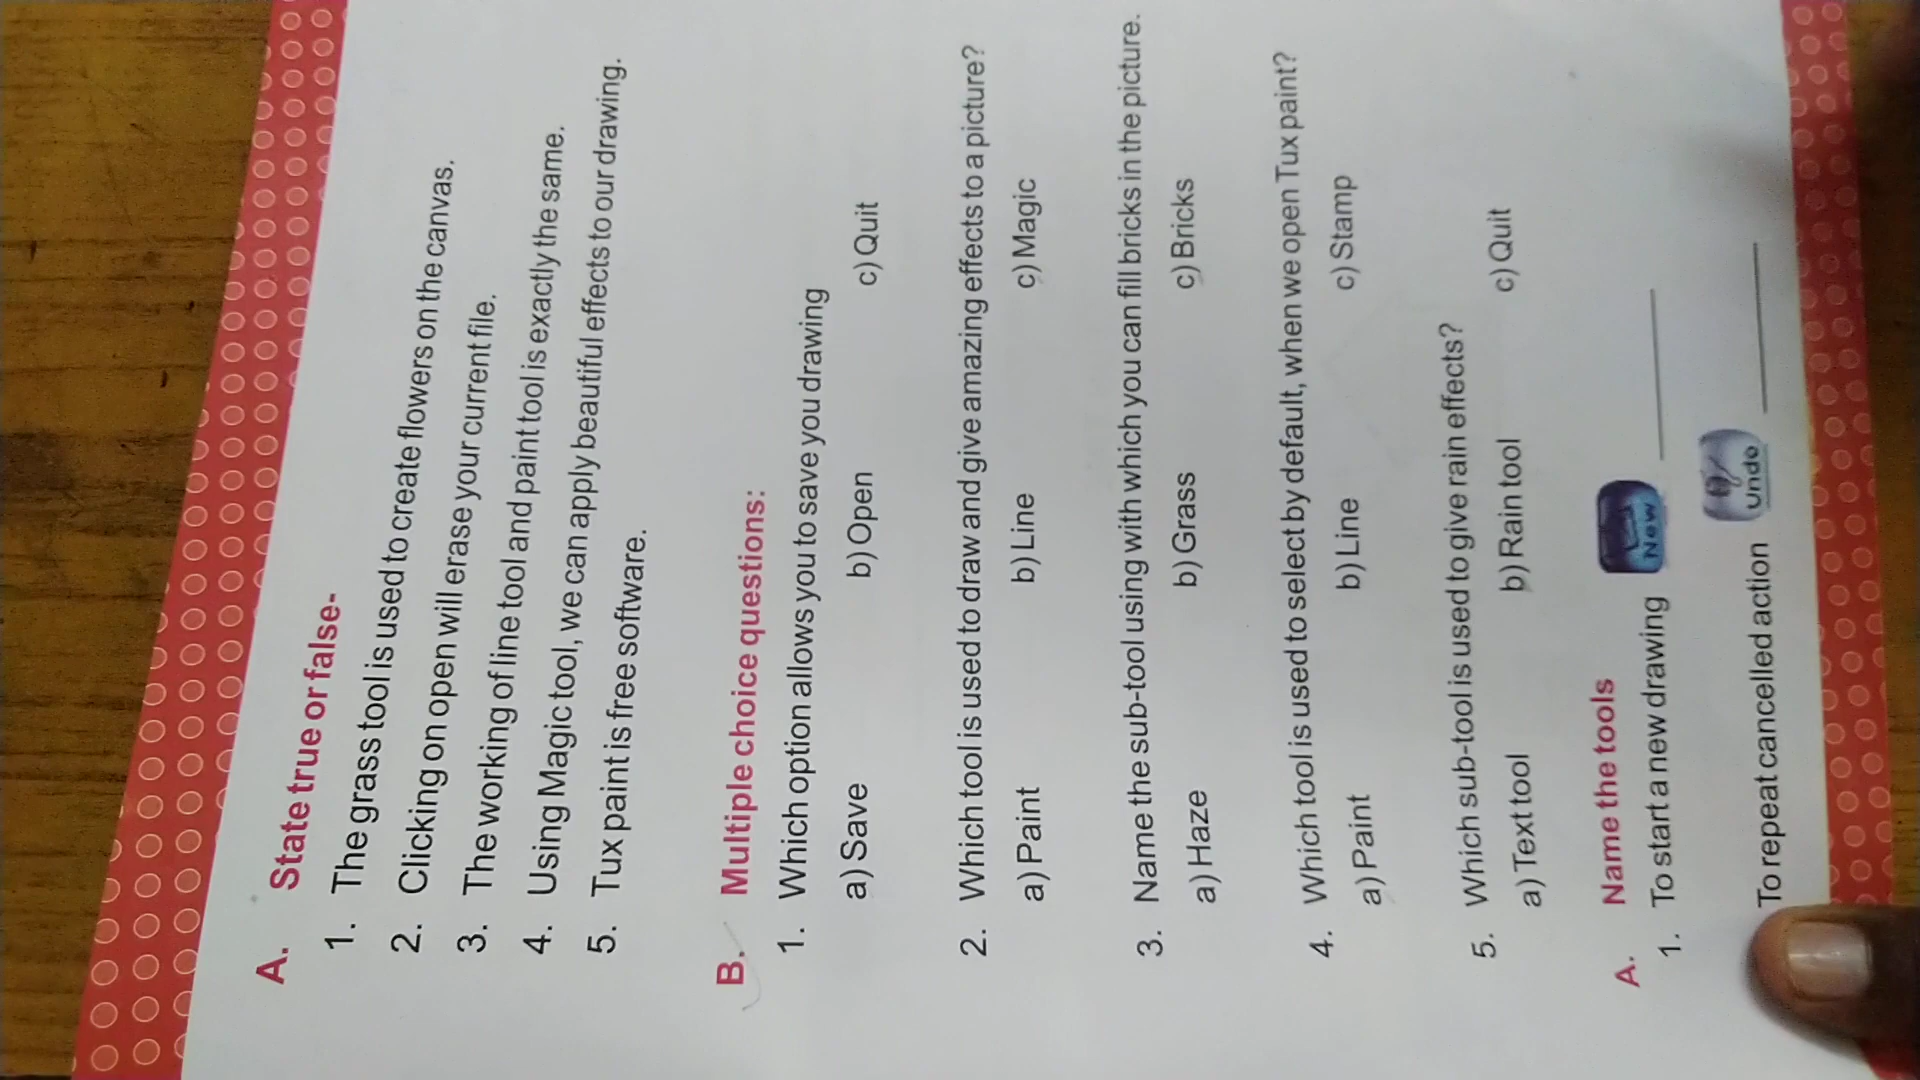 A. State true or false-
1. The grass tool is used to create flowers on the canvas.
2. Clicking on open will erase your current file.
3. The working of line tool and paint tool is exactly the same.
4. Using Magic tool, we can apply beautiful effects to our drawing.
5. Tux paint is free software.
B. Multiple choice questions:
1. Which option allows you to save you drawing
a) Save b) Open c) Quit
2. Which tool is used to draw and give amazing effects to a picture?
a) Paint b) Line c) Magic
3. Name the sub-tool using with which you can fill bricks in the picture.
a) Haze b) Grass c) Bricks
4. Which tool is used to select by default, when we open Tux paint?
a) Paint b) Line c) Stamp
5. Which sub-tool is used to give rain effects?
a) Text tool b) Rain tool c) Quit
A. Name the tools
1. To start a new drawing New
To repeat cancelled action Undo